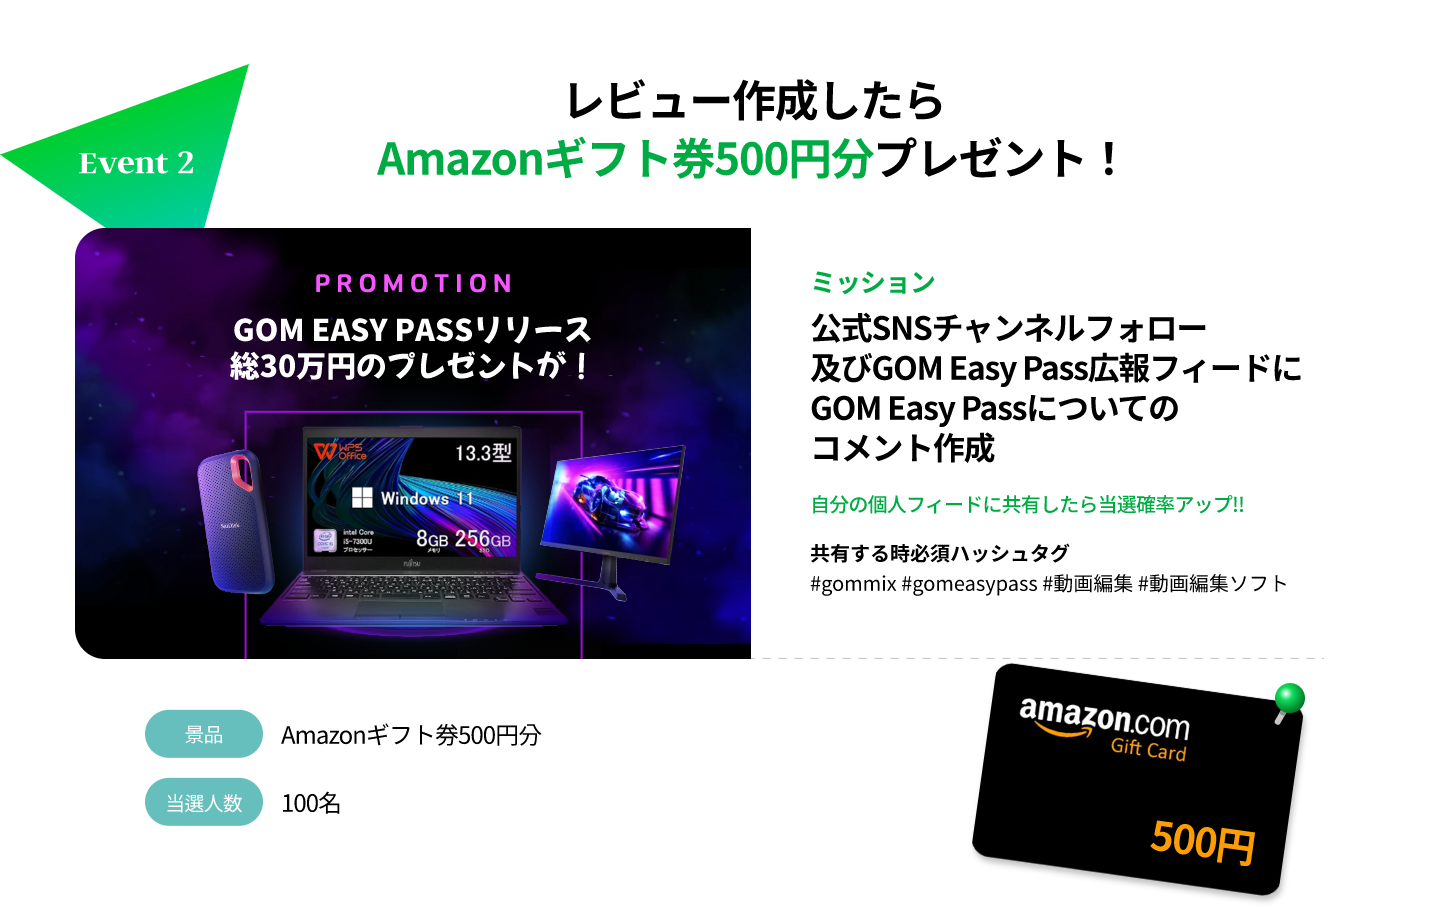 Event 2
レビュー作成したら
Amazonギフト券500円分プレゼント！
PROMOTION
GOM EASY PASSリリース
総30万円のプレゼントが！
WPS Office
13.3型
Windows 11
intel Core
i5-7300U
プロセッサー
8GB 256GB
メモリ SSD
SanDisk
FUJITSU
ミッション
公式SNSチャンネルフォロー
及びGOM Easy Pass広報フィードに
GOM Easy Passについての
コメント作成
自分の個人フィードに共有したら当選確率アップ!!
共有する時必須ハッシュタグ
#gommix #gomeasypass #動画編集 #動画編集ソフト
景品 Amazonギフト券500円分
当選人数 100名
amazon.com
Gift Card
500円